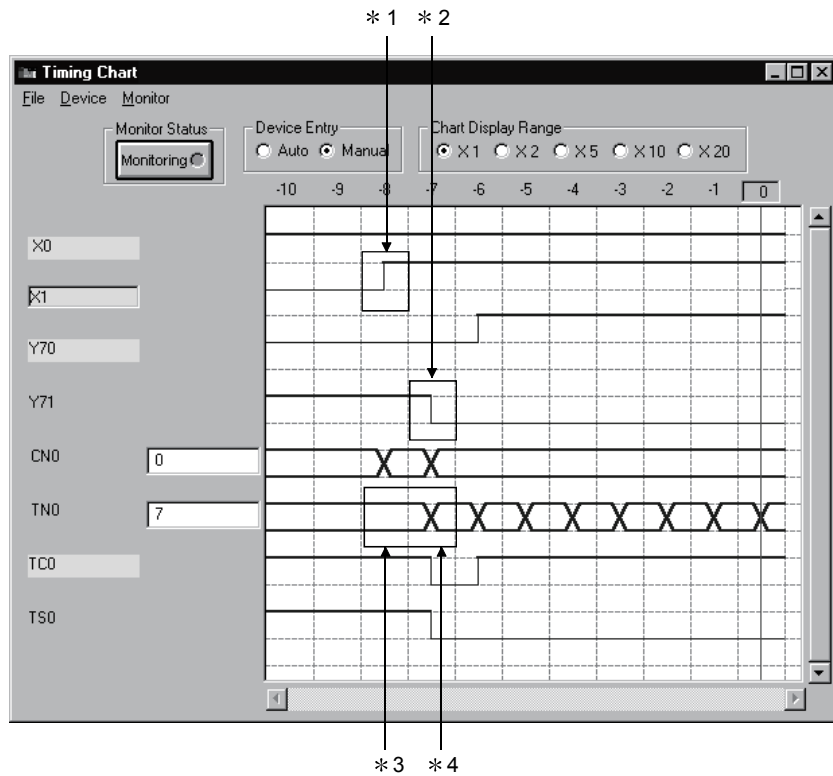 ＊1 ＊2
Timing Chart
File Device Monitor
Monitor Status
Device Entry
Chart Display Range
Monitoring
Auto Manual
X1 X2 X5 X10 X20
-10 -9 -8 -7 -6 -5 -4 -3 -2 -1 0
X0
X1
Y70
Y71
CN0 0
TN0 7
TC0
TS0
＊3 ＊4